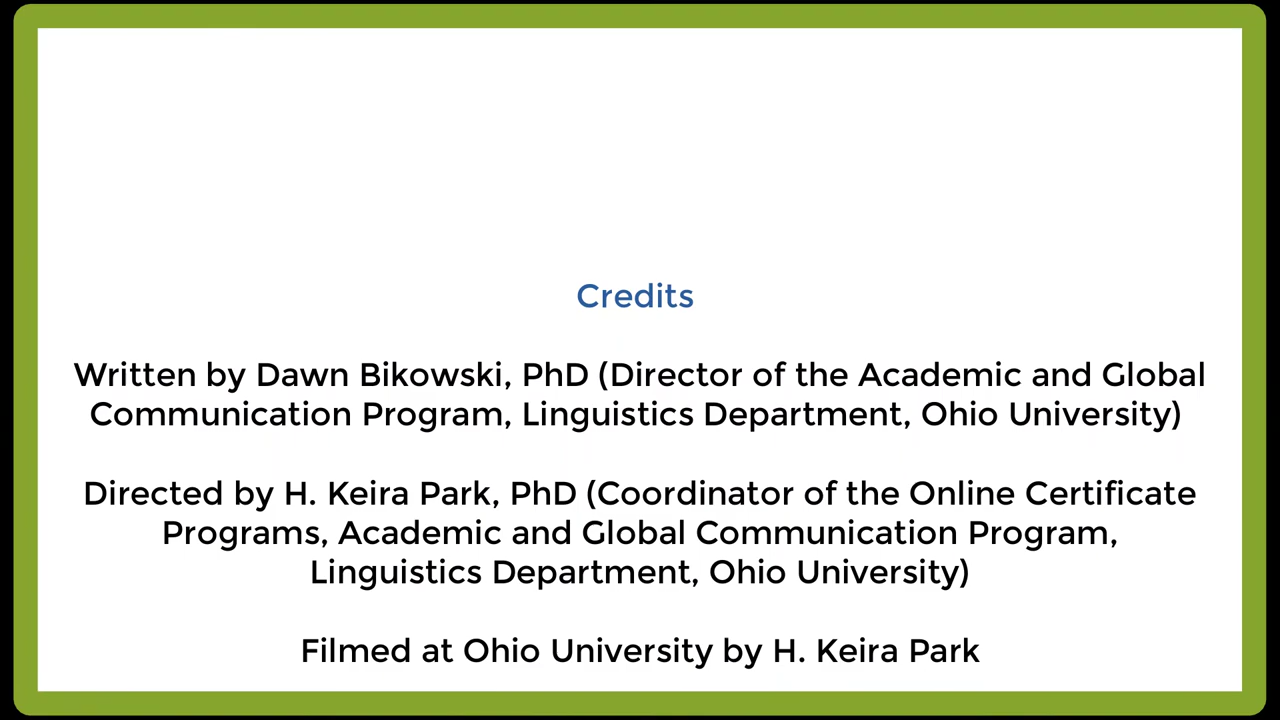 Credits
Written by Dawn Bikowski, PhD (Director of the Academic and Global
Communication Program, Linguistics Department, Ohio University)
Directed by H. Keira Park, PhD (Coordinator of the Online Certificate
Programs, Academic and Global Communication Program,
Linguistics Department, Ohio University)
Filmed at Ohio University by H. Keira Park